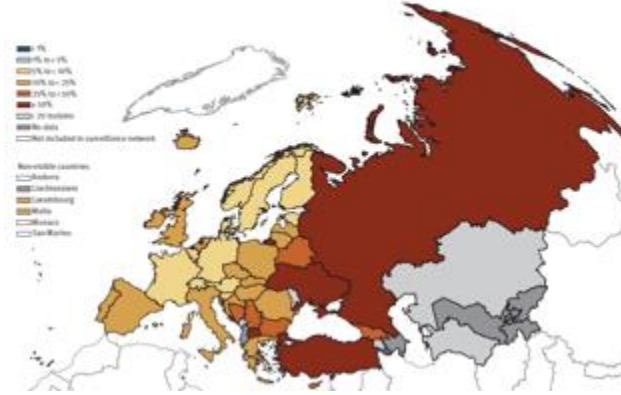 < 1%
1% to < 5%
5% to < 10%
10% to < 25%
25% to < 50%
≥ 50%
< 20 isolates
No data
Not included in surveillance network
Non-visible countries
Andorra
Liechtenstein
Luxembourg
Malta
Monaco
San Marino